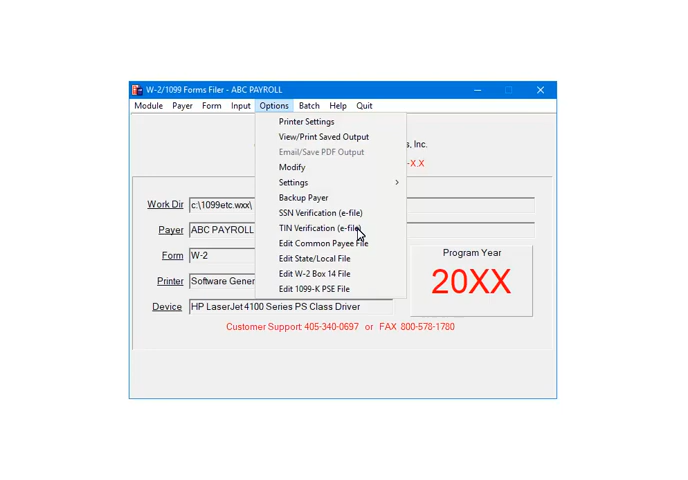 W-2/1099 Forms Filer - ABC PAYROLL
Module Payer Form Input Options Batch Help Quit
Printer Settings
View/Print Saved Output
s, Inc.
Email/Save PDF Output
-X.X
Modify
Settings
Backup Payer
Work Dir c:\1099etc.wxx\
SSN Verification (e-file)
TIN Verification (e-file)
Payer ABC PAYROLL
Edit Common Payee File
Form W-2
Edit State/Local File
Program Year
Edit W-2 Box 14 File
20XX
Printer Software Gener
Edit 1099-K PSE File
Device HP LaserJet 4100 Series PS Class Driver
Customer Support 405-340-0697 or FAX 800-578-1780